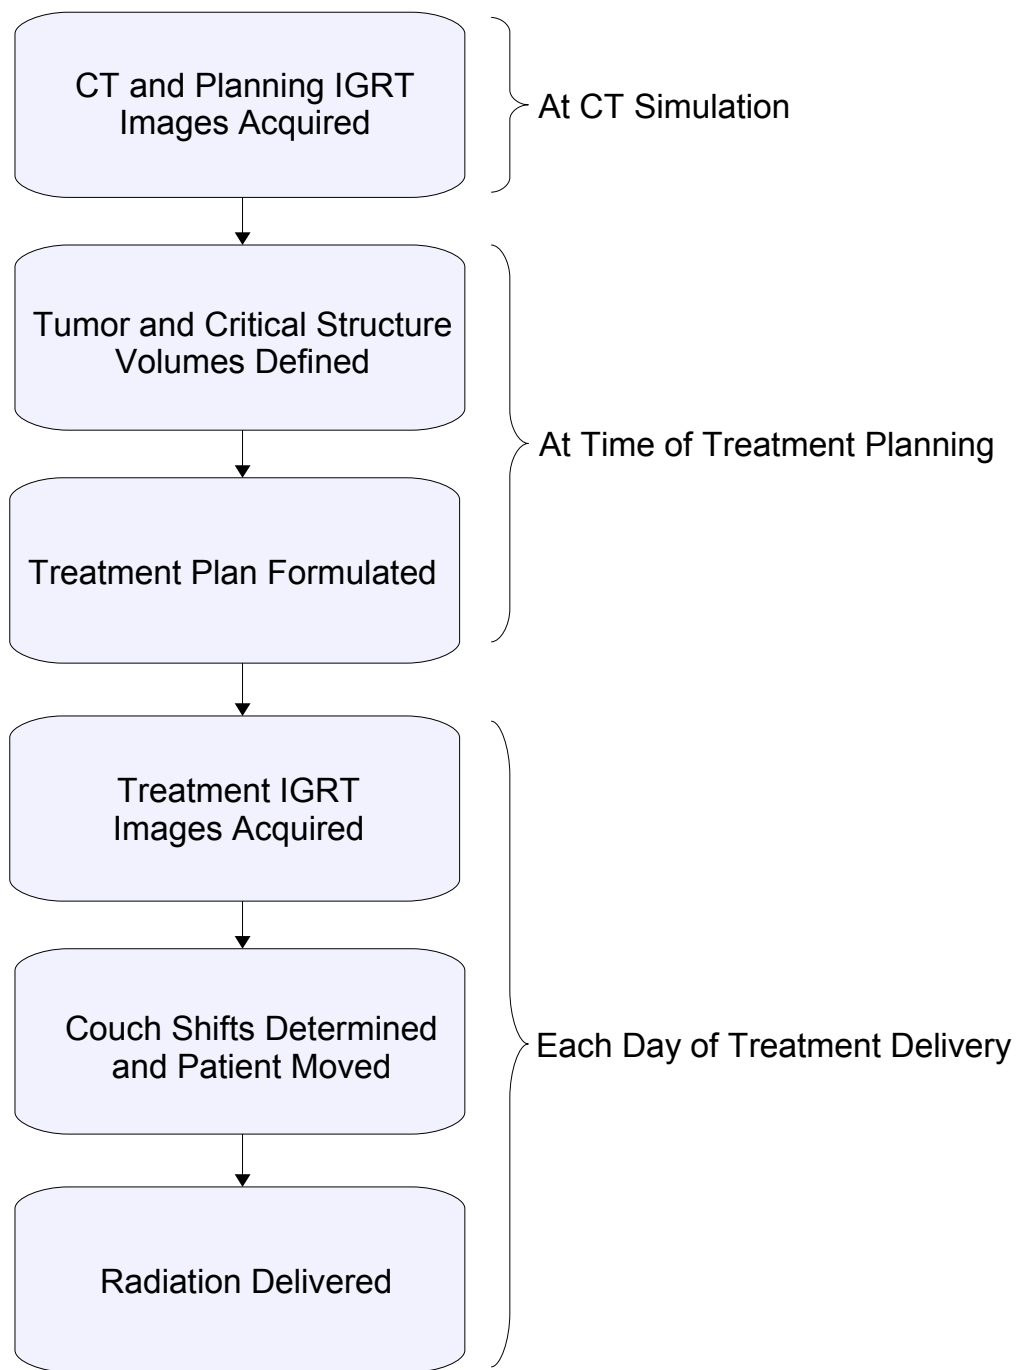 CT and Planning IGRT
Images Acquired
At CT Simulation
Tumor and Critical Structure
Volumes Defined
At Time of Treatment Planning
Treatment Plan Formulated
Treatment IGRT
Images Acquired
Couch Shifts Determined
and Patient Moved
Each Day of Treatment Delivery
Radiation Delivered